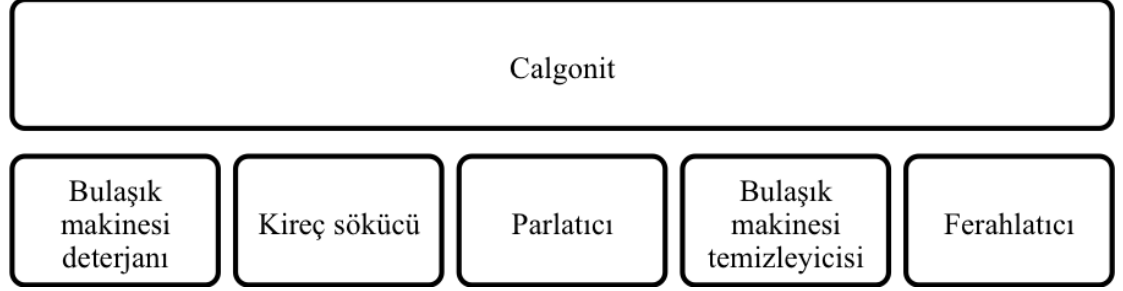 Calgonit
Bulaşık
makinesi
deterjanı
Kireç sökücü
Parlatıcı
Bulaşık
makinesi
temizleyicisi
Ferahlatıcı